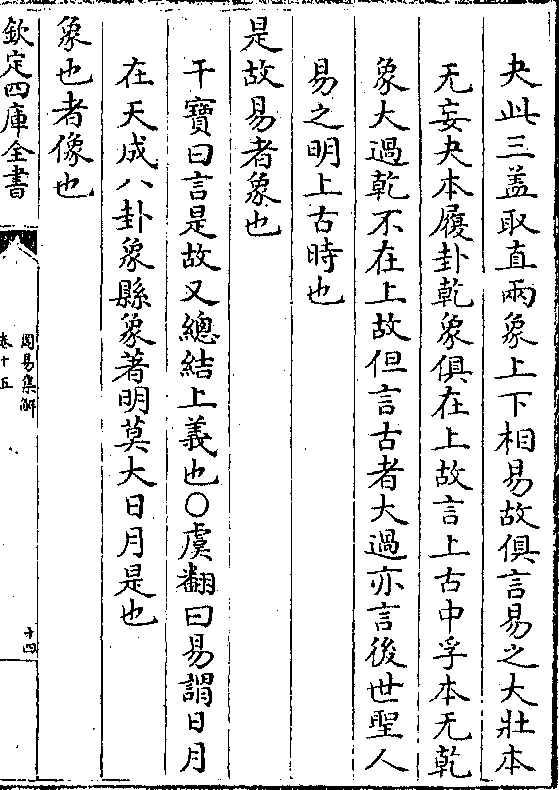 夬此三盖取直兩象上下相易故俱言易之大壯本
无妄夬本履卦乾象俱在上故言上古中孚本无乾
象大過乾不在上故但言古者大過亦言後世聖人
易之明上古時也
是故易者象也
干寶曰言是故又總結上義也○虞翻曰易謂日月
在天成八卦象縣象著明莫大日月是也
象也者像也
欽定四庫全書
周易集解
卷十五
十四